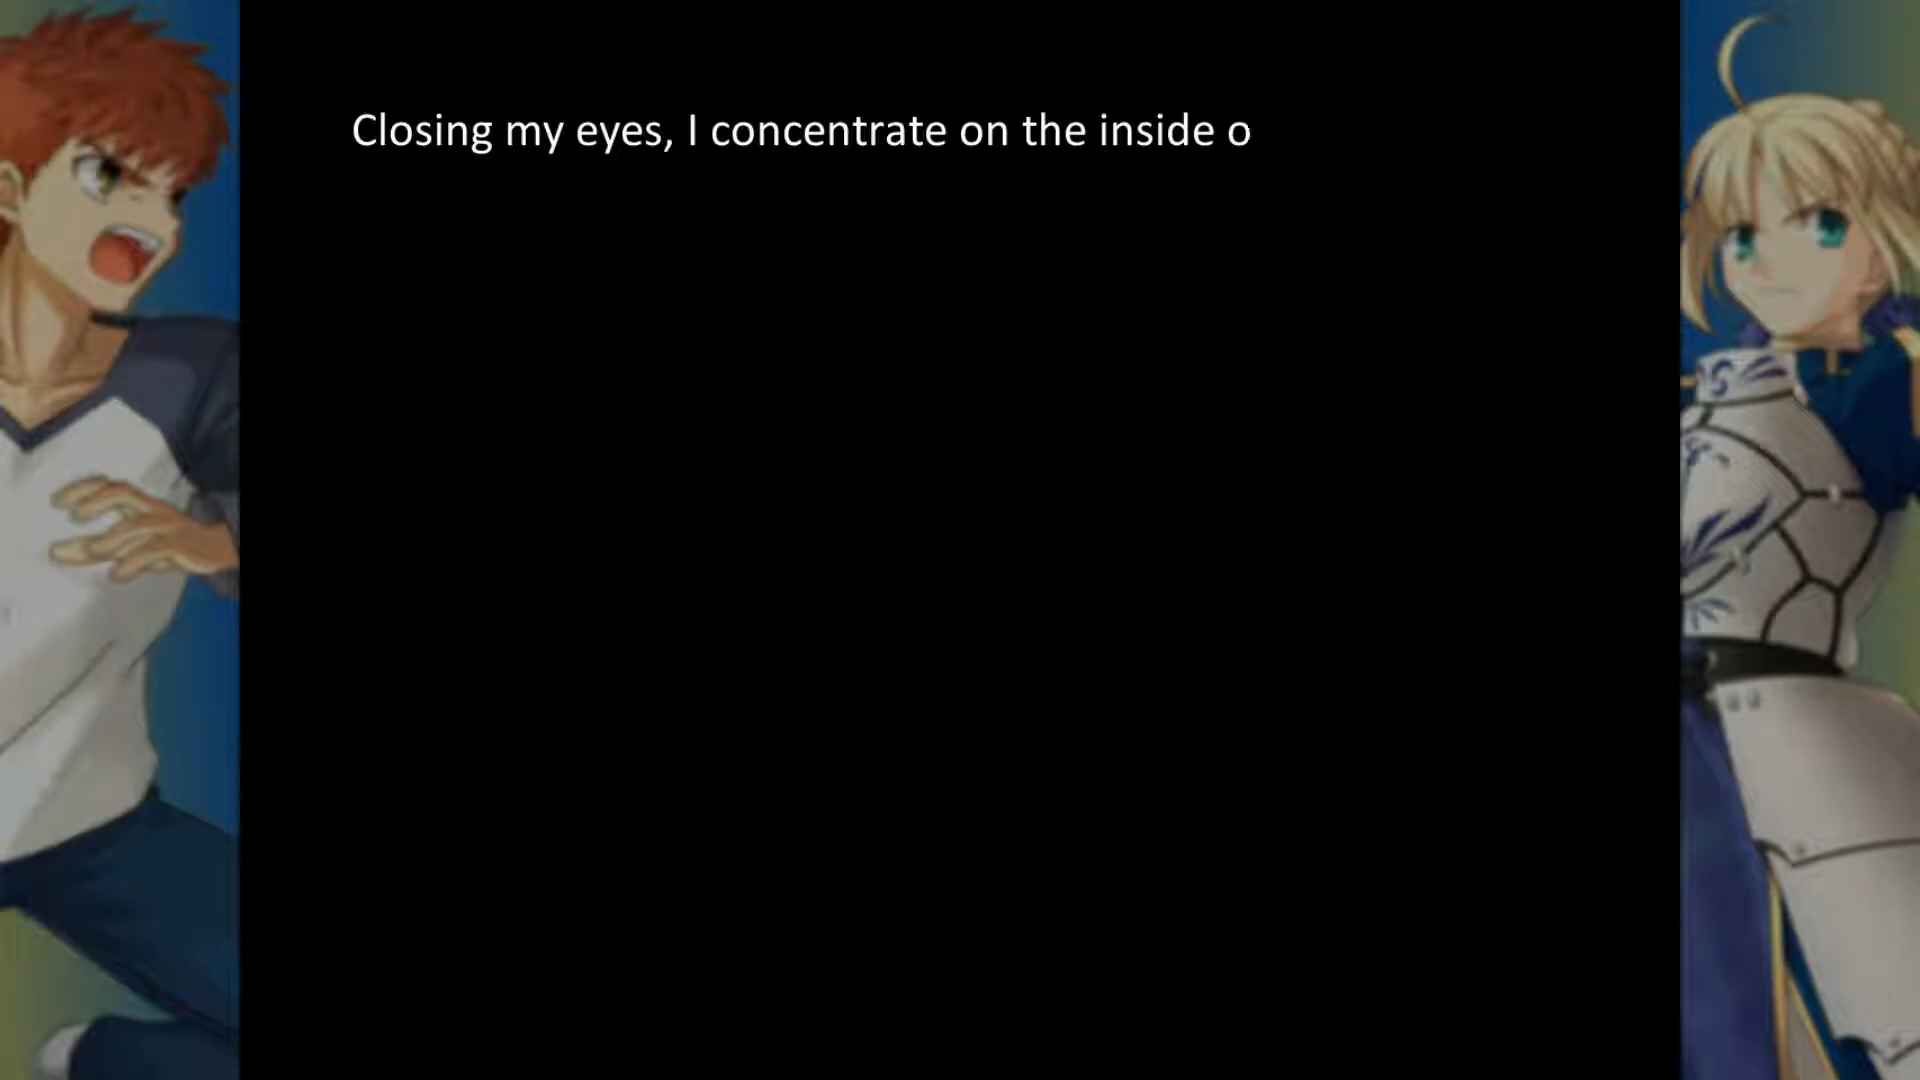 Closing my eyes, I concentrate on the inside o